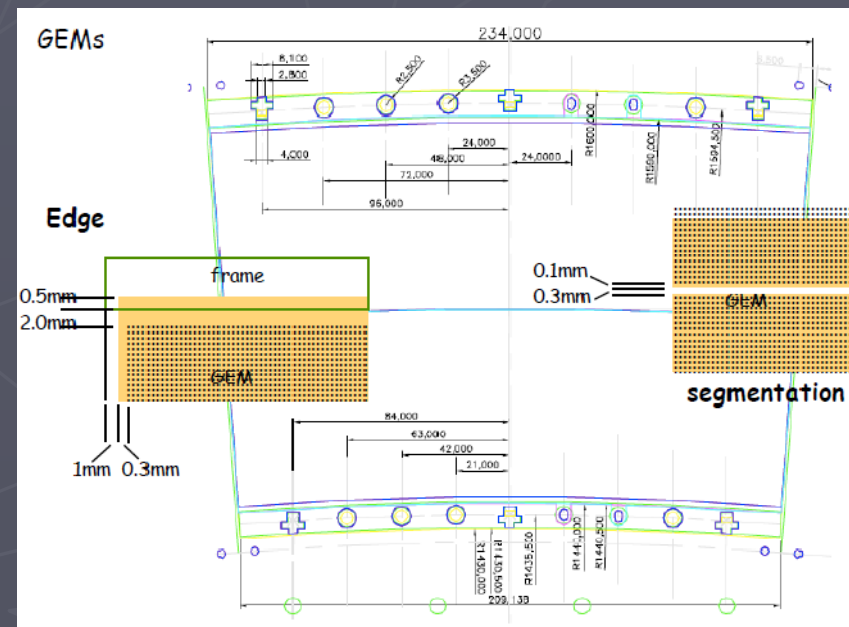 GEMs
234,000
8,100
2,800
R2,500
R3,500
4,000
24,000
24,0000
48,000
72,000
96,000
R1600,000
R1590,000
R1594,500
Edge
frame
0.5mm
2.0mm
GEM
1mm 0.3mm
0.1mm
0.3mm
GEM
segmentation
84,000
63,000
42,000
21,000
R1430,000
R1430,500
R1435,500
R1440,000
R1440,500
209,138